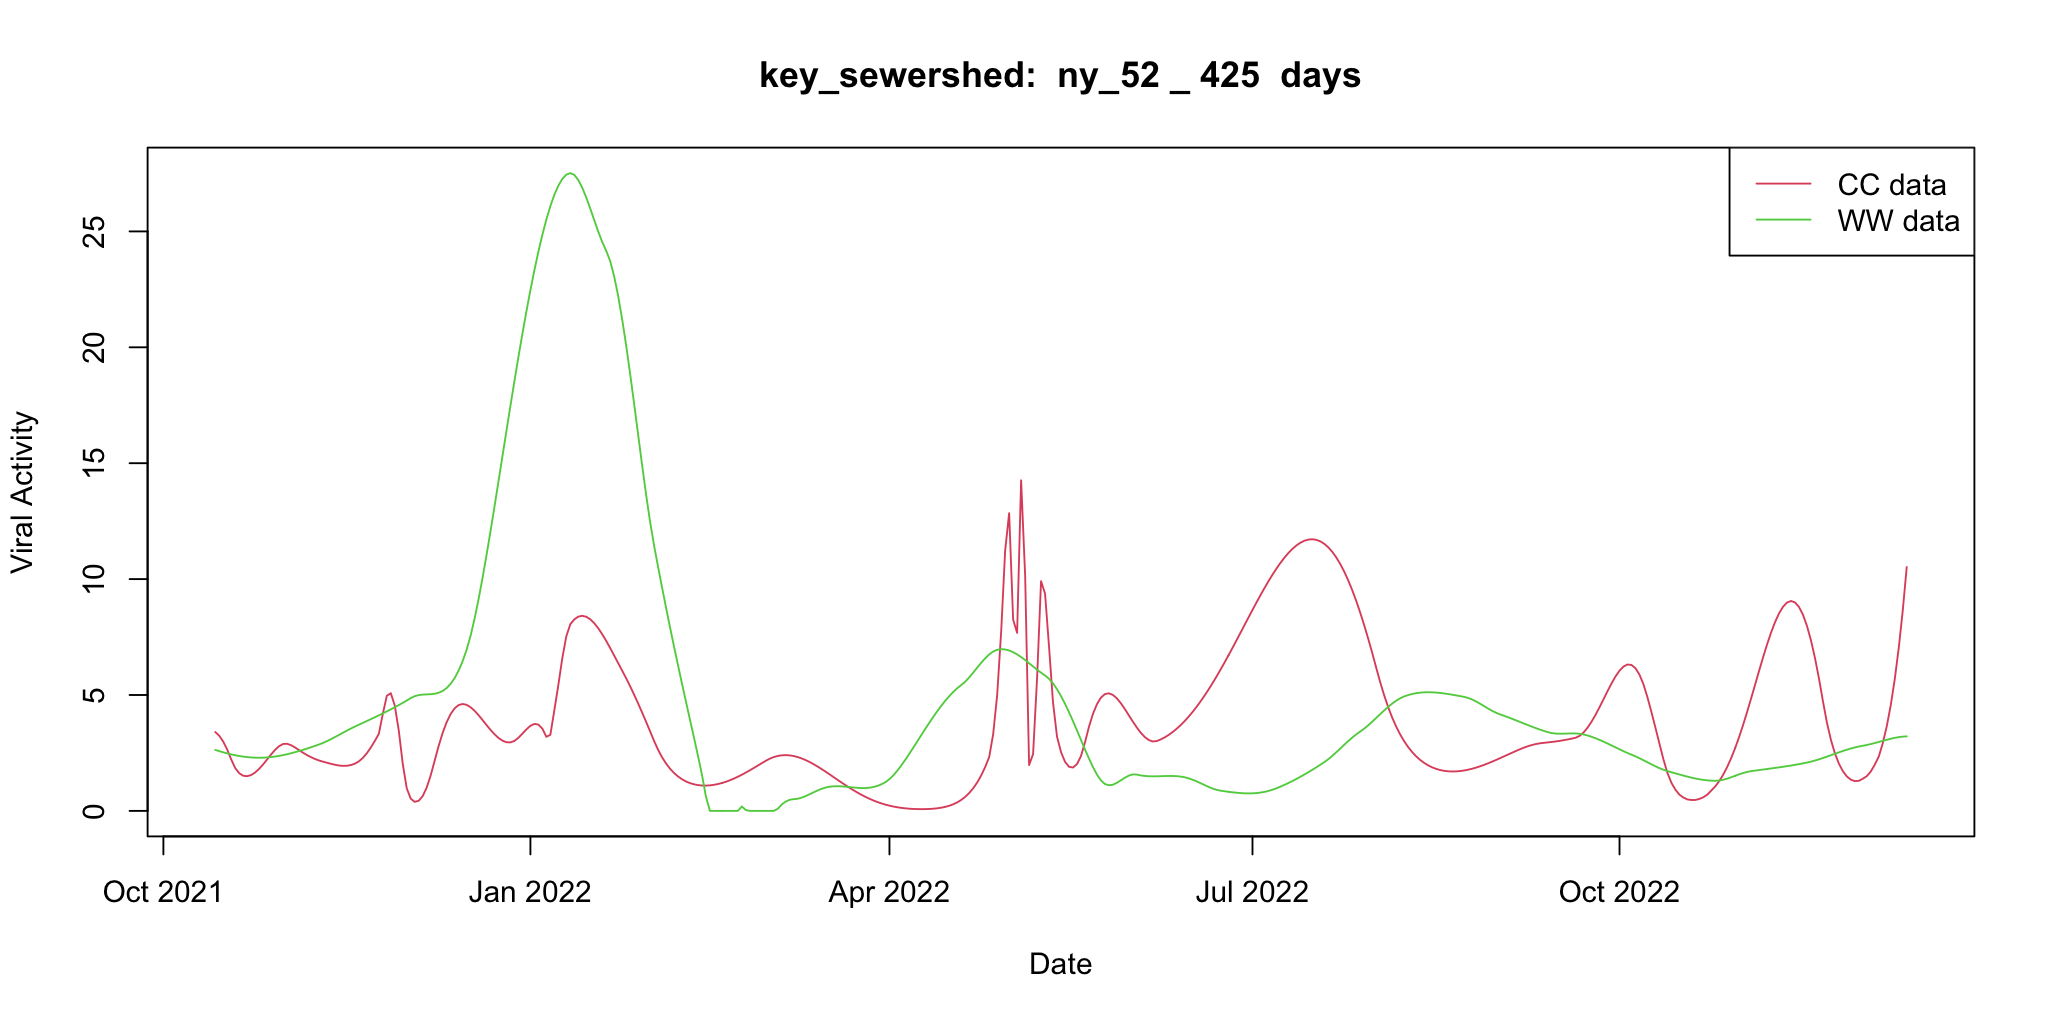 key_sewershed: ny_52 _ 425 days
CC data
WW data
Viral Activity
25
20
15
10
5
0
Oct 2021
Jan 2022
Apr 2022
Jul 2022
Oct 2022
Date